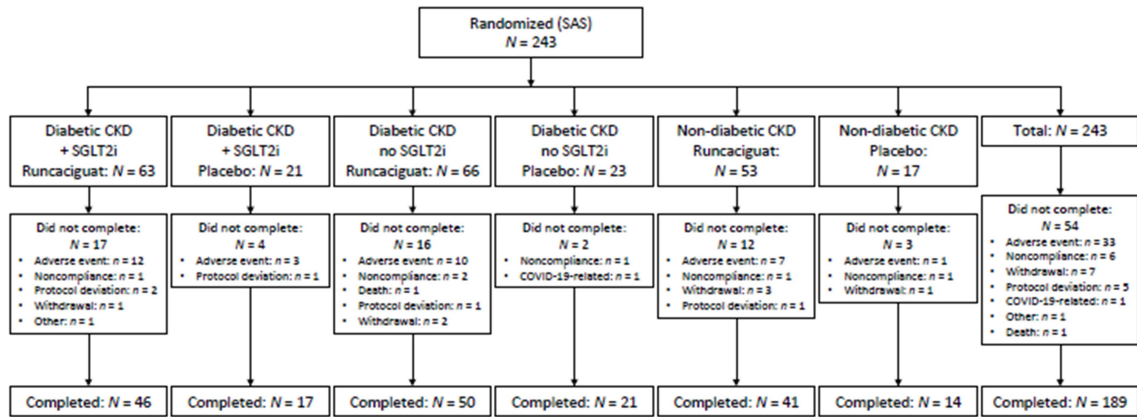 Randomized (SAS)
N = 243
Diabetic CKD
+ SGLT2i
Runcaciguat: N = 63
Diabetic CKD
+ SGLT2i
Placebo: N = 21
Diabetic CKD
no SGLT2i
Runcaciguat: N = 66
Diabetic CKD
no SGLT2i
Placebo: N = 23
Non-diabetic CKD
Runcaciguat:
N = 53
Non-diabetic CKD
Placebo:
N = 17
Total: N = 243
Did not complete:
N = 17
• Adverse event: n = 12
• Noncompliance: n = 1
• Protocol deviation: n = 2
• Withdrawal: n = 1
• Other: n = 1
Did not complete:
N = 4
• Adverse event: n = 3
• Protocol deviation: n = 1
Did not complete:
N = 16
• Adverse event: n = 10
• Noncompliance: n = 2
• Death: n = 1
• Protocol deviation: n = 1
• Withdrawal: n = 2
Did not complete:
N = 2
• Noncompliance: n = 1
• COVID-19-related: n = 1
Did not complete:
N = 12
• Adverse event: n = 7
• Noncompliance: n = 1
• Withdrawal: n = 3
• Protocol deviation: n = 1
Did not complete:
N = 3
• Adverse event: n = 1
• Noncompliance: n = 1
• Withdrawal: n = 1
Did not complete:
N = 54
• Adverse event: n = 33
• Noncompliance: n = 6
• Withdrawal: n = 7
• Protocol deviation: n = 5
• COVID-19-related: n = 1
• Other: n = 1
• Death: n = 1
Completed: N = 46
Completed: N = 17
Completed: N = 50
Completed: N = 21
Completed: N = 41
Completed: N = 14
Completed: N = 189